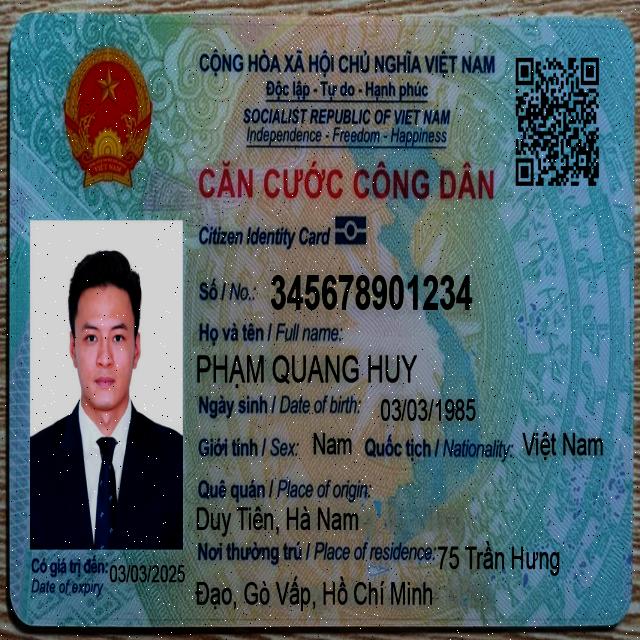 CỘNG HÒA XÃ HỘI CHỦ NGHĨA VIỆT NAM
Độc lập - Tự do - Hạnh phúc
SOCIALIST REPUBLIC OF VIET NAM
Independence - Freedom - Happiness
CĂN CƯỚC CÔNG DÂN
Citizen Identity Card
Số / No.: 345678901234
Họ và tên / Full name:
PHẠM QUANG HUY
Ngày sinh / Date of birth: 03/03/1985
Giới tính / Sex: Nam Quốc tịch / Nationality: Việt Nam
Quê quán / Place of origin:
Duy Tiên, Hà Nam
Nơi thường trú / Place of residence: 75 Trần Hưng
Đạo, Gò Vấp, Hồ Chí Minh
Có giá trị đến: 03/03/2025
Date of expiry